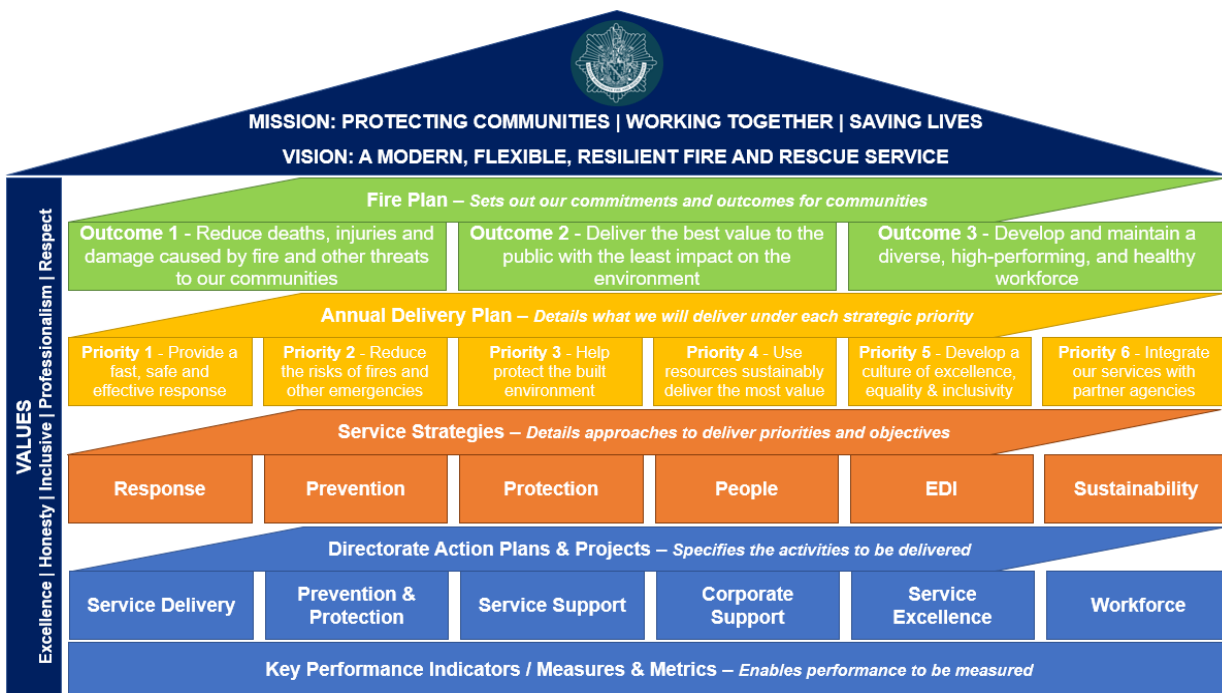 MISSION: PROTECTING COMMUNITIES | WORKING TOGETHER | SAVING LIVES
VISION: A MODERN, FLEXIBLE, RESILIENT FIRE AND RESCUE SERVICE
VALUES
Excellence | Honesty | Inclusive | Professionalism | Respect
Fire Plan – Sets out our commitments and outcomes for communities
Outcome 1 - Reduce deaths, injuries and
damage caused by fire and other threats
to our communities
Outcome 2 - Deliver the best value to the
public with the least impact on the
environment
Outcome 3 - Develop and maintain a
diverse, high-performing, and healthy
workforce
Annual Delivery Plan – Details what we will deliver under each strategic priority
Priority 1 - Provide a
fast, safe and
effective response
Priority 2 - Reduce
the risks of fires and
other emergencies
Priority 3 - Help
protect the built
environment
Priority 4 - Use
resources sustainably
deliver the most value
Priority 5 - Develop a
culture of excellence,
equality & inclusivity
Priority 6 - Integrate
our services with
partner agencies
Service Strategies – Details approaches to deliver priorities and objectives
Response
Prevention
Protection
People
EDI
Sustainability
Directorate Action Plans & Projects – Specifies the activities to be delivered
Service Delivery
Prevention &
Protection
Service Support
Corporate
Support
Service
Excellence
Workforce
Key Performance Indicators / Measures & Metrics – Enables performance to be measured